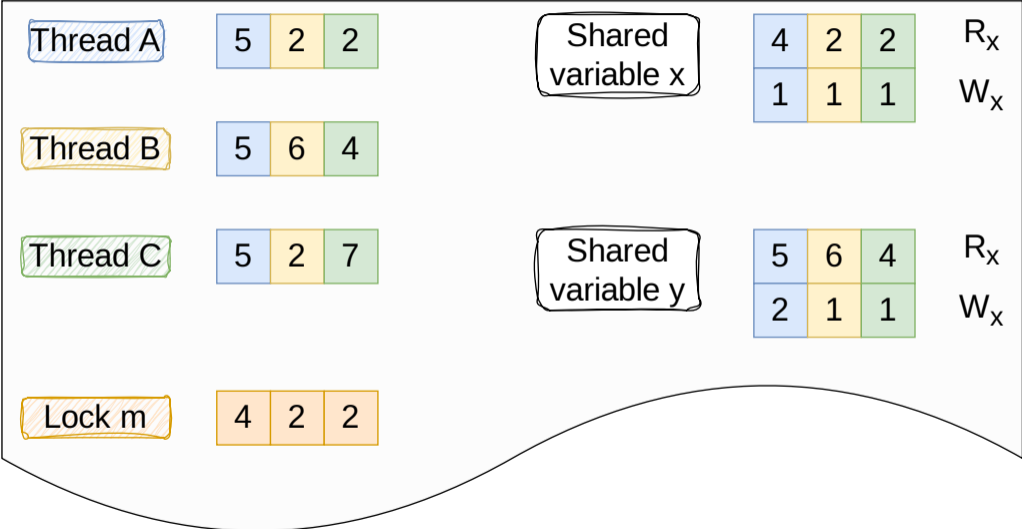 Thread A
5 2 2
Shared
variable x
4 2 2
Rx
1 1 1
Wx
Thread B
5 6 4
Thread C
5 2 7
Shared
variable y
5 6 4
Rx
2 1 1
Wx
Lock m
4 2 2